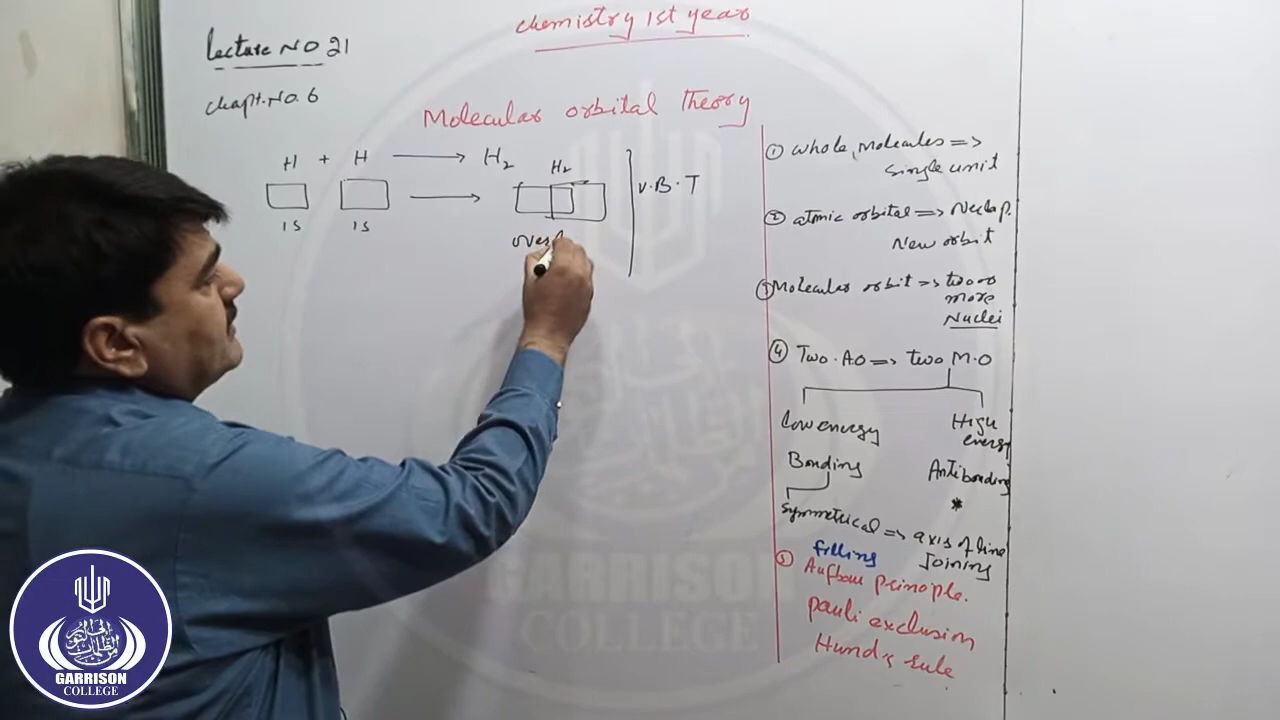 chemistry 1st year
Lecture NO 21
chapt. NO. 6
Molecular orbital Theory
H + H → H₂
H₂
1S 1S
over
V.B.T
① whole, molecules =>
single unit
② atomic orbital =>
New orbit
③ Molecular orbit => two or
more
Nuclei
④ Two. A.O => two M.O
Low energy
High
energy
Bonding
Antibonding
*
Symmetrical => axis of line
Joining
filling
⑤ Aufbau principle.
pauli exclusion
Hund's rule
GARRISON
COLLEGE
GARRISON
COLLEGE